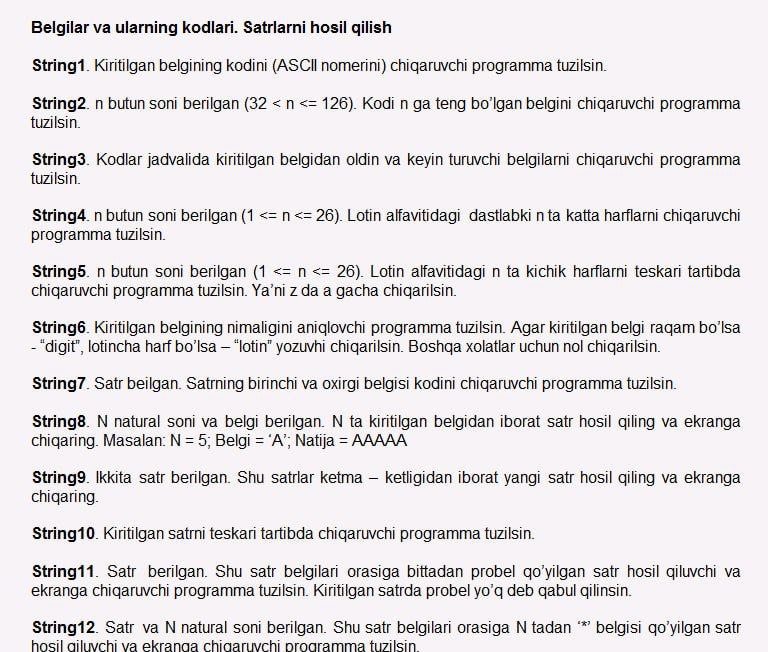 Belgilar va ularning kodlari. Satrlarni hosil qilish
String1. Kiritilgan belgining kodini (ASCII nomerini) chiqaruvchi programma tuzilsin.
String2. n butun soni berilgan (32 < n <= 126). Kodi n ga teng bo’lgan belgini chiqaruvchi programma
tuzilsin.
String3. Kodlar jadvalida kiritilgan belgidan oldin va keyin turuvchi belgilarni chiqaruvchi programma
tuzilsin.
String4. n butun soni berilgan (1 <= n <= 26). Lotin alfavitidagi dastlabki n ta katta harflarni chiqaruvchi
programma tuzilsin.
String5. n butun soni berilgan (1 <= n <= 26). Lotin alfavitidagi n ta kichik harflarni teskari tartibda
chiqaruvchi programma tuzilsin. Ya’ni z da a gacha chiqarilsin.
String6. Kiritilgan belgining nimaligini aniqlovchi programma tuzilsin. Agar kiritilgan belgi raqam bo’lsa
- “digit”, lotincha harf bo’lsa – “lotin” yozuvhi chiqarilsin. Boshqa xolatlar uchun nol chiqarilsin.
String7. Satr beilgan. Satrning birinchi va oxirgi belgisi kodini chiqaruvchi programma tuzilsin.
String8. N natural soni va belgi berilgan. N ta kiritilgan belgidan iborat satr hosil qiling va ekranga
chiqaring. Masalan: N = 5; Belgi = ‘A’; Natija = AAAAA
String9. Ikkita satr berilgan. Shu satrlar ketma – ketligidan iborat yangi satr hosil qiling va ekranga
chiqaring.
String10. Kiritilgan satrni teskari tartibda chiqaruvchi programma tuzilsin.
String11. Satr berilgan. Shu satr belgilari orasiga bittadan probel qo’yilgan satr hosil qiluvchi va
ekranga chiqaruvchi programma tuzilsin. Kiritilgan satrda probel yo’q deb qabul qilinsin.
String12. Satr va N natural soni berilgan. Shu satr belgilari orasiga N tadan ‘*’ belgisi qo’yilgan satr
hosil qiluvchi va ekranga chiqaruvchi programma tuzilsin.